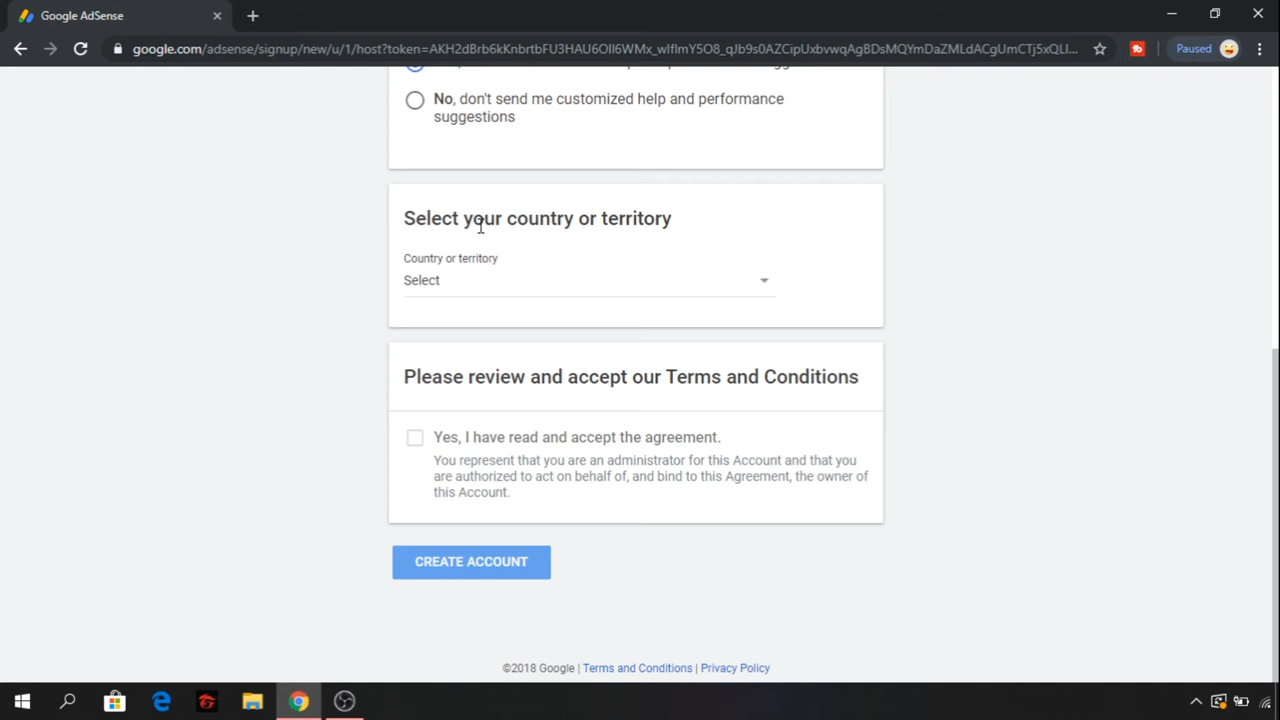 Google AdSense
google.com/adsense/signup/new/u/1/host?token=
Paused
No, don't send me customized help and performance
suggestions
Select your country or territory
Country or territory
Select
Please review and accept our Terms and Conditions
Yes, I have read and accept the agreement.
You represent that you are an administrator for this Account and that you
are authorized to act on behalf of, and bind to this Agreement, the owner of
this Account.
CREATE ACCOUNT
©2018 Google | Terms and Conditions | Privacy Policy